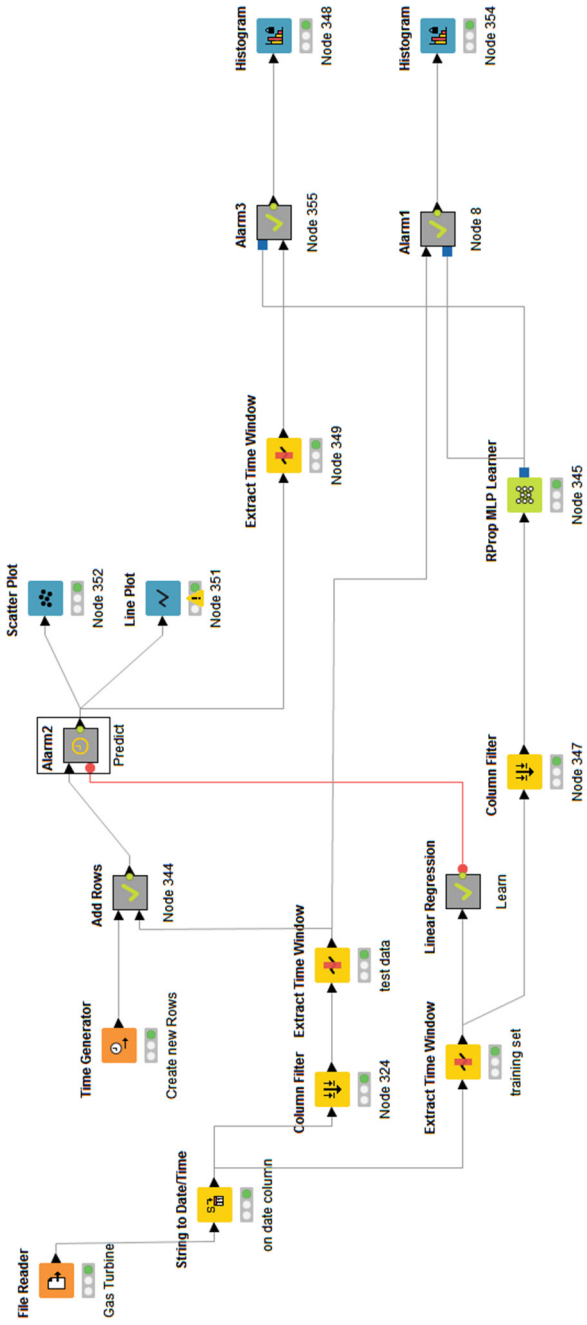 File Reader
Gas Turbine
String to Date/Time
on date column
Time Generator
Create new Rows
Column Filter
Node 324
Extract Time Window
test data
Extract Time Window
training set
Add Rows
Node 344
Linear Regression
Learn
Alarm2
Predict
Column Filter
Node 347
Scatter Plot
Node 352
Line Plot
Node 351
Extract Time Window
Node 349
RProp MLP Learner
Node 345
Alarm3
Node 355
Alarm1
Node 8
Histogram
Node 348
Histogram
Node 354